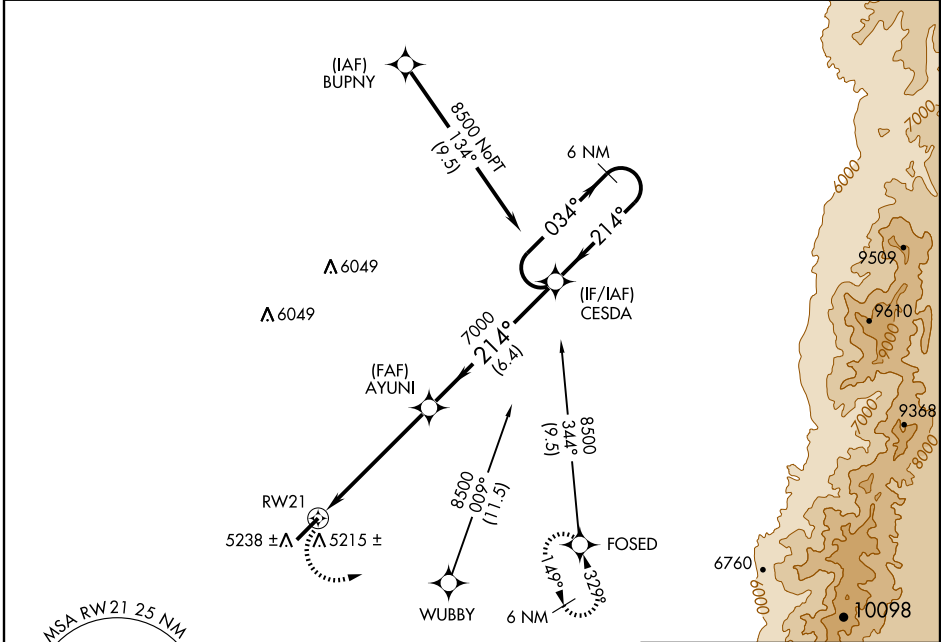 (IAF)
BUPNY
8500 NoPT
134°
(9.5)
6 NM
034°
214°
7000
6000
9509
6049
6049
(IF/IAF)
CESDA
9610
9000
7000
214°
(6.4)
(FAF)
AYUNI
7000
9368
8000
8500
344°
(9.5)
8500
009°
(11.5)
RW21
5238 ±
5215 ±
FOSED
149°
329°
6 NM
WUBBY
6760
6000
10098
MSA RW21 25 NM